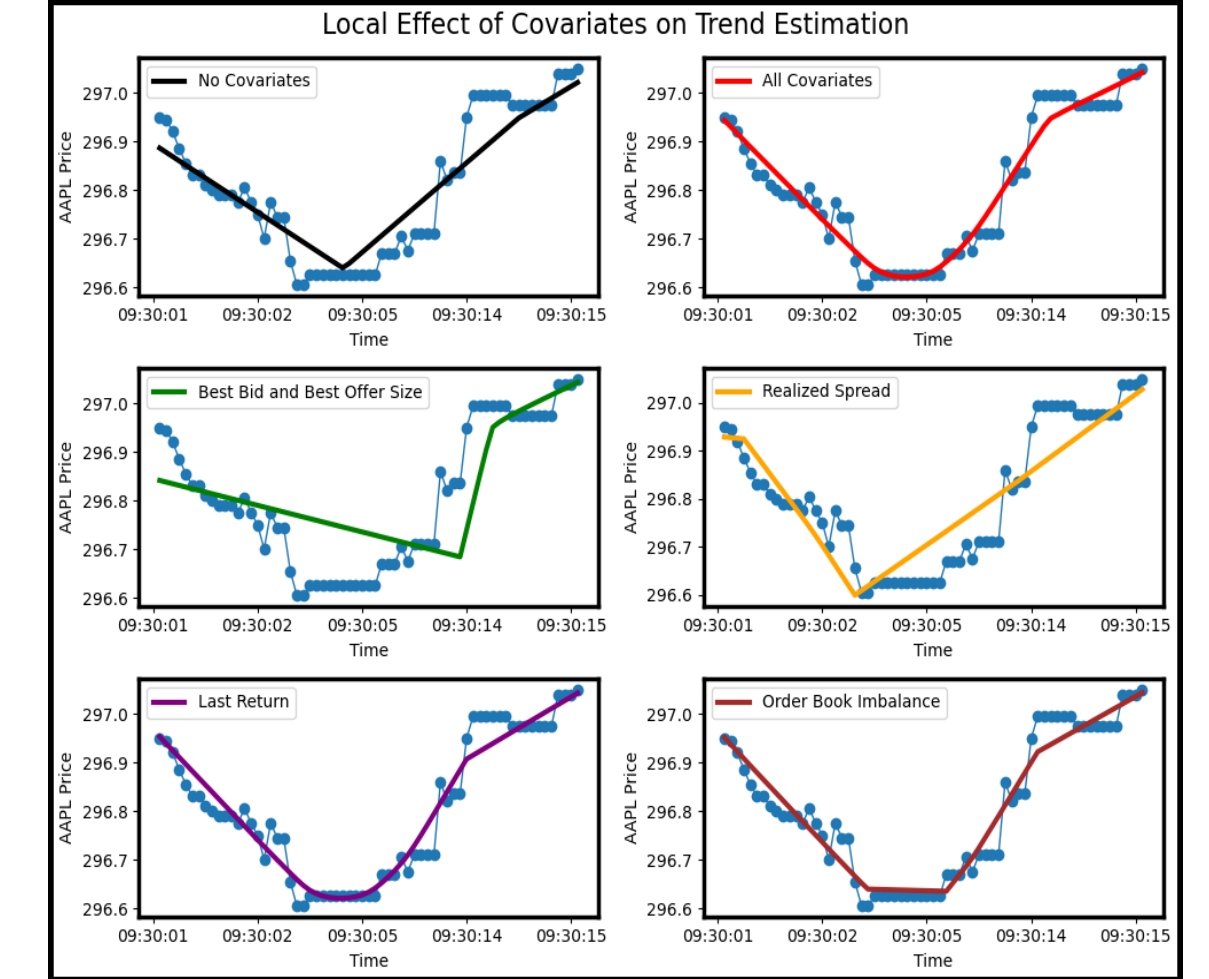 Local Effect of Covariates on Trend Estimation
No Covariates
AAPL Price
297.0
296.9
296.8
296.7
296.6
09:30:01 09:30:02 09:30:05 09:30:14 09:30:15
Time
All Covariates
AAPL Price
297.0
296.9
296.8
296.7
296.6
09:30:01 09:30:02 09:30:05 09:30:14 09:30:15
Time
Best Bid and Best Offer Size
AAPL Price
297.0
296.9
296.8
296.7
296.6
09:30:01 09:30:02 09:30:05 09:30:14 09:30:15
Time
Realized Spread
AAPL Price
297.0
296.9
296.8
296.7
296.6
09:30:01 09:30:02 09:30:05 09:30:14 09:30:15
Time
Last Return
AAPL Price
297.0
296.9
296.8
296.7
296.6
09:30:01 09:30:02 09:30:05 09:30:14 09:30:15
Time
Order Book Imbalance
AAPL Price
297.0
296.9
296.8
296.7
296.6
09:30:01 09:30:02 09:30:05 09:30:14 09:30:15
Time